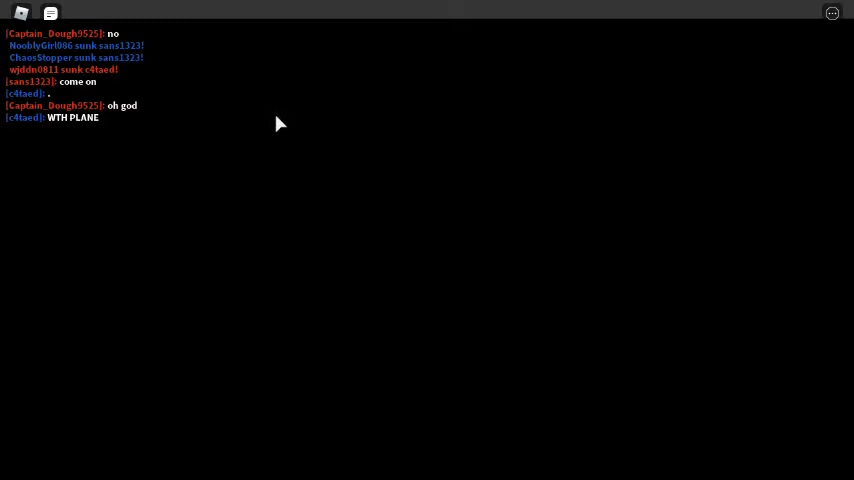 [Captain_Dough9525]: no
NooblyGirl086 sunk sans1323!
ChaosStopper sunk sans1323!
wjddn0811 sunk c4taed!
[sans1323]: come on
[c4taed]: .
[Captain_Dough9525]: oh god
[c4taed]: WTH PLANE